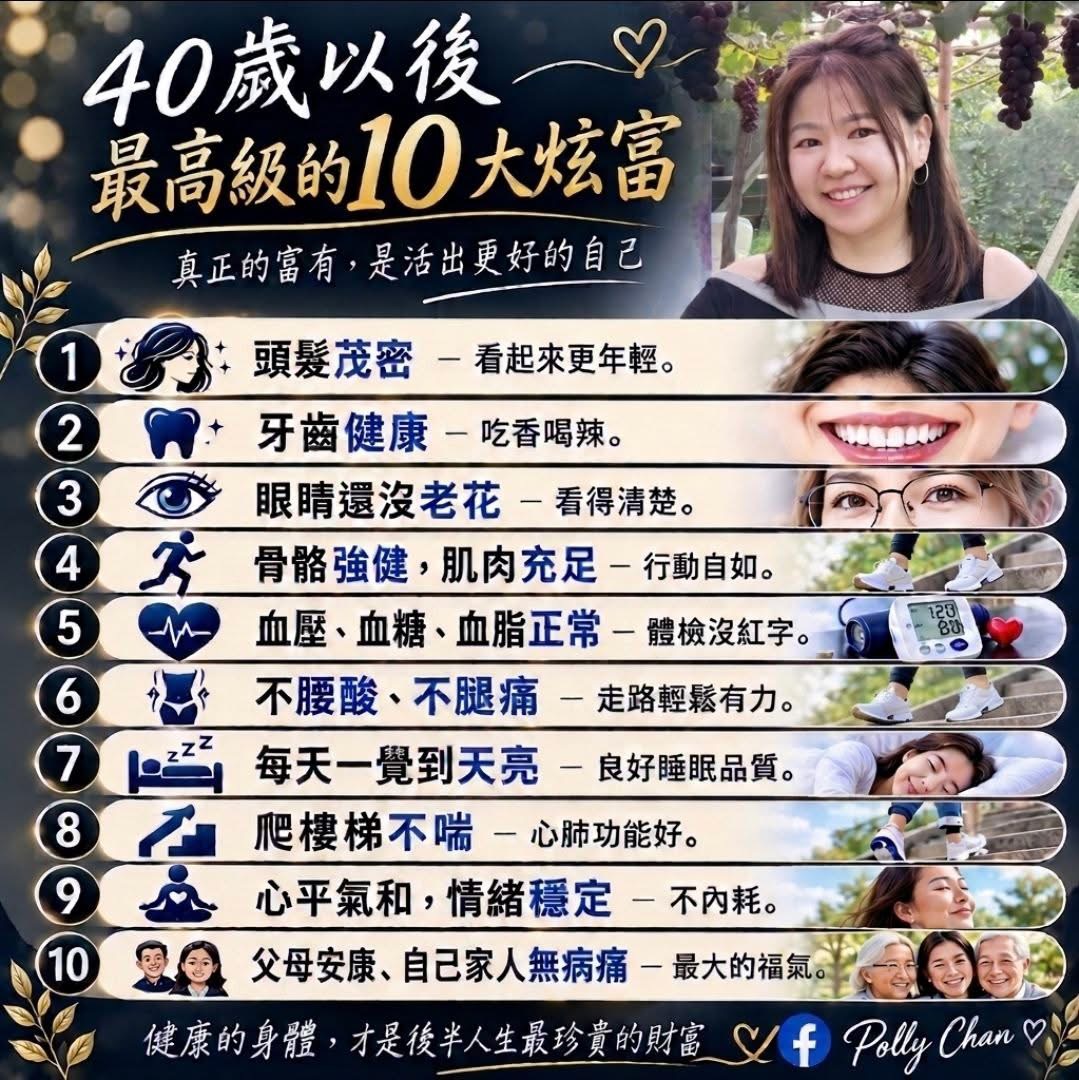 40歲以後
最高級的10大炫富
真正的富有，是活出更好的自己
1 頭髮茂密 － 看起來更年輕。
2 牙齒健康 － 吃香喝辣。
3 眼睛還沒老花 － 看得清楚。
4 骨骼強健，肌肉充足 － 行動自如。
5 血壓、血糖、血脂正常 － 體檢沒紅字。
120
80
6 不腰酸、不腿痛 － 走路輕鬆有力。
7 zzZ 每天一覺到天亮 － 良好睡眠品質。
8 爬樓梯不喘 － 心肺功能好。
9 心平氣和，情緒穩定 － 不內耗。
10 父母安康、自己家人無病痛 － 最大的福氣。
健康的身體，才是後半人生最珍貴的財富 f Polly Chan